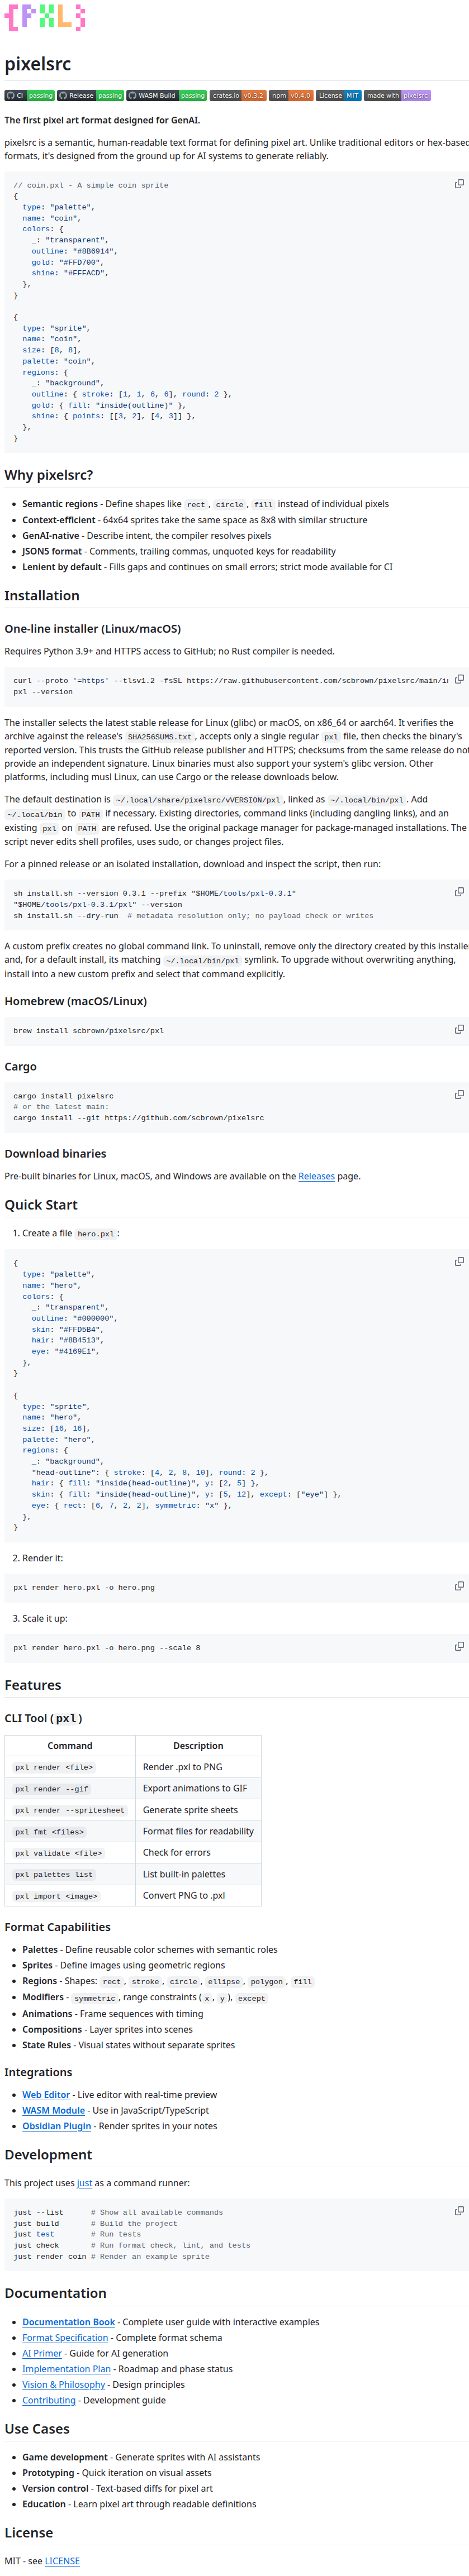 {PXL}
pixelsrc
CI passing Release passing WASM Build passing crates.io v0.3.2 npm v0.4.0 License MIT made with pixelsrc
The first pixel art format designed for GenAI.
pixelsrc is a semantic, human-readable text format for defining pixel art. Unlike traditional editors or hex-based
formats, it's designed from the ground up for AI systems to generate reliably.
// coin.pxl - A simple coin sprite
{
  type: "palette",
  name: "coin",
  colors: {
    _: "transparent",
    outline: "#8B6914",
    gold: "#FFD700",
    shine: "#FFFACD",
  },
}
{
  type: "sprite",
  name: "coin",
  size: [8, 8],
  palette: "coin",
  regions: {
    _: "background",
    outline: { stroke: [1, 1, 6, 6], round: 2 },
    gold: { fill: "inside(outline)" },
    shine: { points: [[3, 2], [4, 3]] },
  },
}
Why pixelsrc?
• Semantic regions - Define shapes like rect, circle, fill instead of individual pixels
• Context-efficient - 64x64 sprites take the same space as 8x8 with similar structure
• GenAI-native - Describe intent, the compiler resolves pixels
• JSON5 format - Comments, trailing commas, unquoted keys for readability
• Lenient by default - Fills gaps and continues on small errors; strict mode available for CI
Installation
One-line installer (Linux/macOS)
Requires Python 3.9+ and HTTPS access to GitHub; no Rust compiler is needed.
curl --proto '=https' --tlsv1.2 -fsSL https://raw.githubusercontent.com/scbrown/pixelsrc/main/in
pxl --version
The installer selects the latest stable release for Linux (glibc) or macOS, on x86_64 or aarch64. It verifies the
archive against the release's SHA256SUMS.txt, accepts only a single regular pxl file, then checks the binary's
reported version. This trusts the GitHub release publisher and HTTPS; checksums from the same release do not
provide an independent signature. Linux binaries must also support your system's glibc version. Other
platforms, including musl Linux, can use Cargo or the release downloads below.
The default destination is ~/.local/share/pixelsrc/vVERSION/pxl, linked as ~/.local/bin/pxl. Add
~/.local/bin to PATH if necessary. Existing directories, command links (including dangling links), and an
existing pxl on PATH are refused. Use the original package manager for package-managed installations. The
script never edits shell profiles, uses sudo, or changes project files.
For a pinned release or an isolated installation, download and inspect the script, then run:
sh install.sh --version 0.3.1 --prefix "$HOME/tools/pxl-0.3.1"
"$HOME/tools/pxl-0.3.1/pxl" --version
sh install.sh --dry-run  # metadata resolution only; no payload check or writes
A custom prefix creates no global command link. To uninstall, remove only the directory created by this installer
and, for a default install, its matching ~/.local/bin/pxl symlink. To upgrade without overwriting anything,
install into a new custom prefix and select that command explicitly.
Homebrew (macOS/Linux)
brew install scbrown/pixelsrc/pxl
Cargo
cargo install pixelsrc
# or the latest main:
cargo install --git https://github.com/scbrown/pixelsrc
Download binaries
Pre-built binaries for Linux, macOS, and Windows are available on the Releases page.
Quick Start
1. Create a file hero.pxl:
{
  type: "palette",
  name: "hero",
  colors: {
    _: "transparent",
    outline: "#000000",
    skin: "#FFD5B4",
    hair: "#8B4513",
    eye: "#4169E1",
  },
}
{
  type: "sprite",
  name: "hero",
  size: [16, 16],
  palette: "hero",
  regions: {
    _: "background",
    "head-outline": { stroke: [4, 2, 8, 10], round: 2 },
    hair: { fill: "inside(head-outline)", y: [2, 5] },
    skin: { fill: "inside(head-outline)", y: [5, 12], except: ["eye"] },
    eye: { rect: [6, 7, 2, 2], symmetric: "x" },
  },
}
2. Render it:
pxl render hero.pxl -o hero.png
3. Scale it up:
pxl render hero.pxl -o hero.png --scale 8
Features
CLI Tool (pxl)
Command Description
pxl render <file> Render .pxl to PNG
pxl render --gif Export animations to GIF
pxl render --spritesheet Generate sprite sheets
pxl fmt <files> Format files for readability
pxl validate <file> Check for errors
pxl palettes list List built-in palettes
pxl import <image> Convert PNG to .pxl
Format Capabilities
• Palettes - Define reusable color schemes with semantic roles
• Sprites - Define images using geometric regions
• Regions - Shapes: rect, stroke, circle, ellipse, polygon, fill
• Modifiers - symmetric, range constraints (x, y), except
• Animations - Frame sequences with timing
• Compositions - Layer sprites into scenes
• State Rules - Visual states without separate sprites
Integrations
• Web Editor - Live editor with real-time preview
• WASM Module - Use in JavaScript/TypeScript
• Obsidian Plugin - Render sprites in your notes
Development
This project uses just as a command runner:
just --list      # Show all available commands
just build       # Build the project
just test        # Run tests
just check       # Run format check, lint, and tests
just render coin # Render an example sprite
Documentation
• Documentation Book - Complete user guide with interactive examples
• Format Specification - Complete format schema
• AI Primer - Guide for AI generation
• Implementation Plan - Roadmap and phase status
• Vision & Philosophy - Design principles
• Contributing - Development guide
Use Cases
• Game development - Generate sprites with AI assistants
• Prototyping - Quick iteration on visual assets
• Version control - Text-based diffs for pixel art
• Education - Learn pixel art through readable definitions
License
MIT - see LICENSE